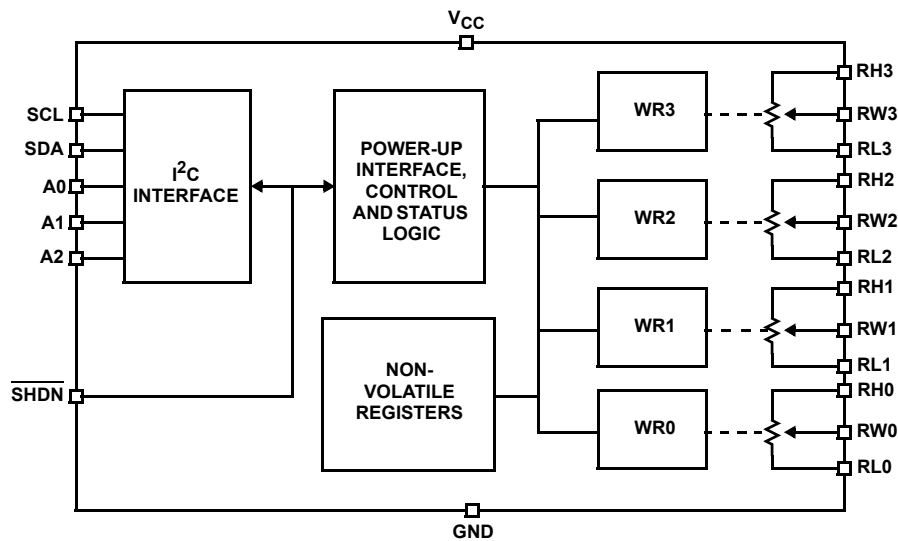 VCC
SCL
SDA
A0
A1
A2
SHDN
I²C
INTERFACE
POWER-UP
INTERFACE,
CONTROL
AND STATUS
LOGIC
NON-
VOLATILE
REGISTERS
WR3
WR2
WR1
WR0
RH3
RW3
RL3
RH2
RW2
RL2
RH1
RW1
RL1
RH0
RW0
RL0
GND